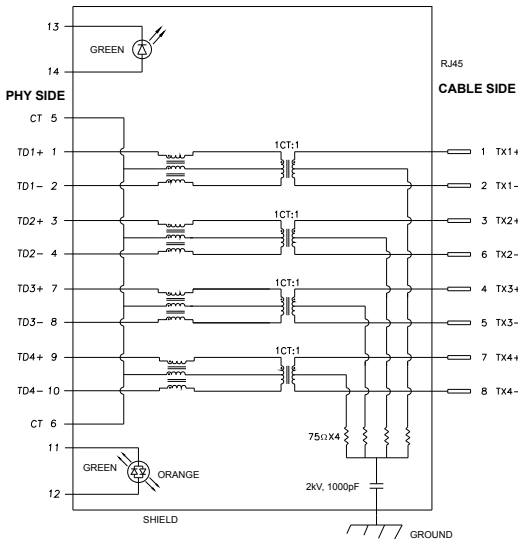 13
GREEN
14
RJ45
PHY SIDE
CABLE SIDE
CT 5
1CT:1
TD1+ 1
1 TX1+
TD1- 2
2 TX1-
1CT:1
TD2+ 3
3 TX2+
TD2- 4
6 TX2-
1CT:1
TD3+ 7
4 TX3+
TD3- 8
5 TX3-
1CT:1
TD4+ 9
7 TX4+
TD4- 10
8 TX4-
CT 6
75ΩX4
11
GREEN
ORANGE
2kV, 1000pF
12
SHIELD
GROUND